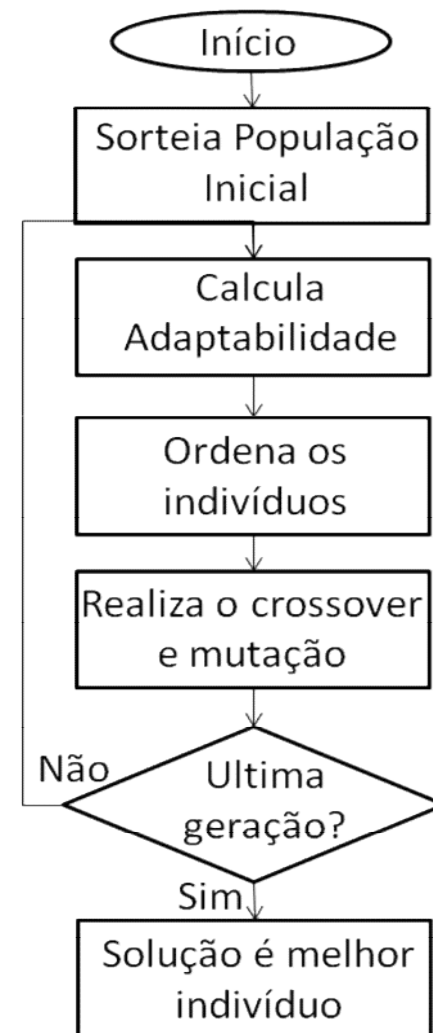 Início
Sorteia População
Inicial
Calcula
Adaptabilidade
Ordena os
indivíduos
Realiza o crossover
e mutação
Não
Ultima
geração?
Sim
Solução é melhor
indivíduo